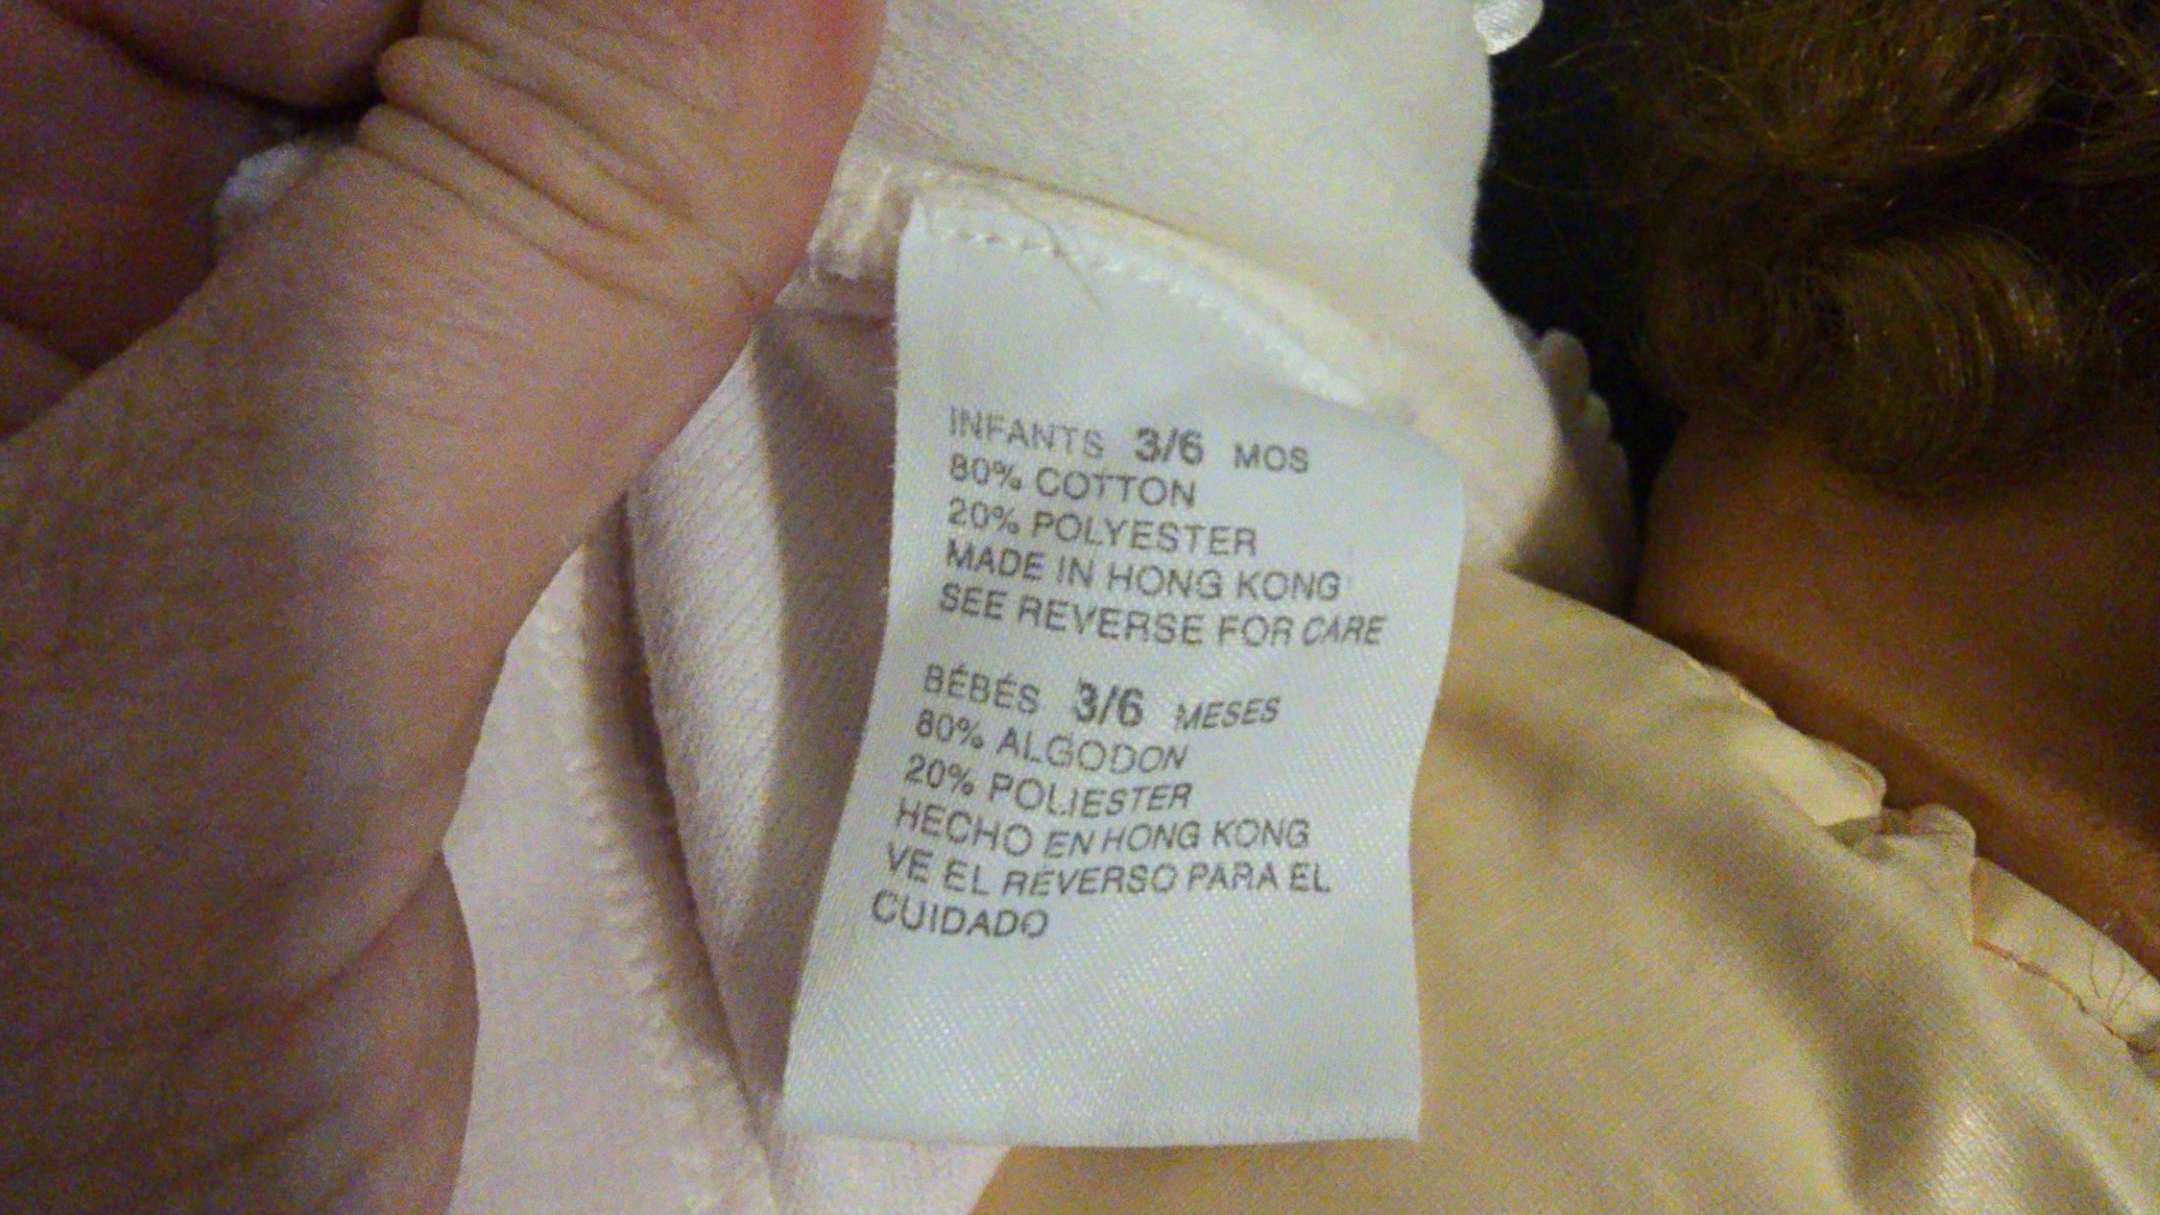 INFANTS 3/6 MOS
80% COTTON
20% POLYESTER
MADE IN HONG KONG
SEE REVERSE FOR CARE
BÉBÉS 3/6 MESES
80% ALGODON
20% POLIESTER
HECHO EN HONG KONG
VE EL REVERSO PARA EL
CUIDADO